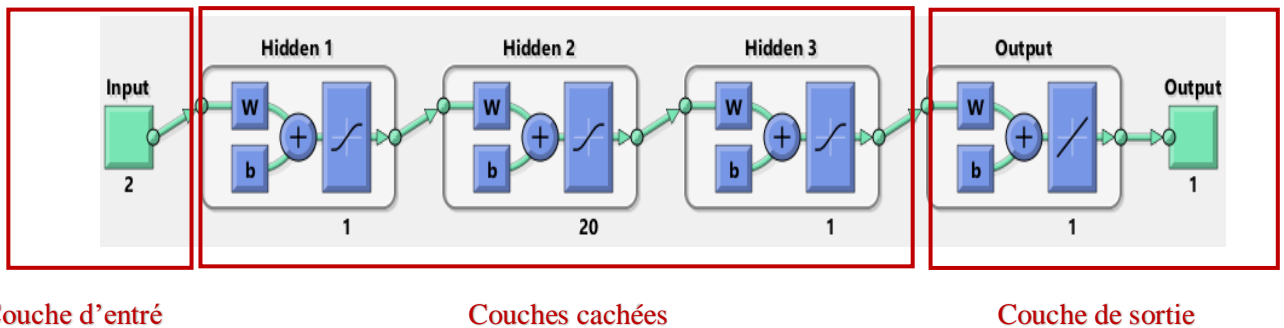 Hidden 1 Hidden 2 Hidden 3 Output
Input Output
W W W W
+ + + +
b b b b
2 1
1 20 1 1
ouche d'entré Couches cachées Couche de sortie